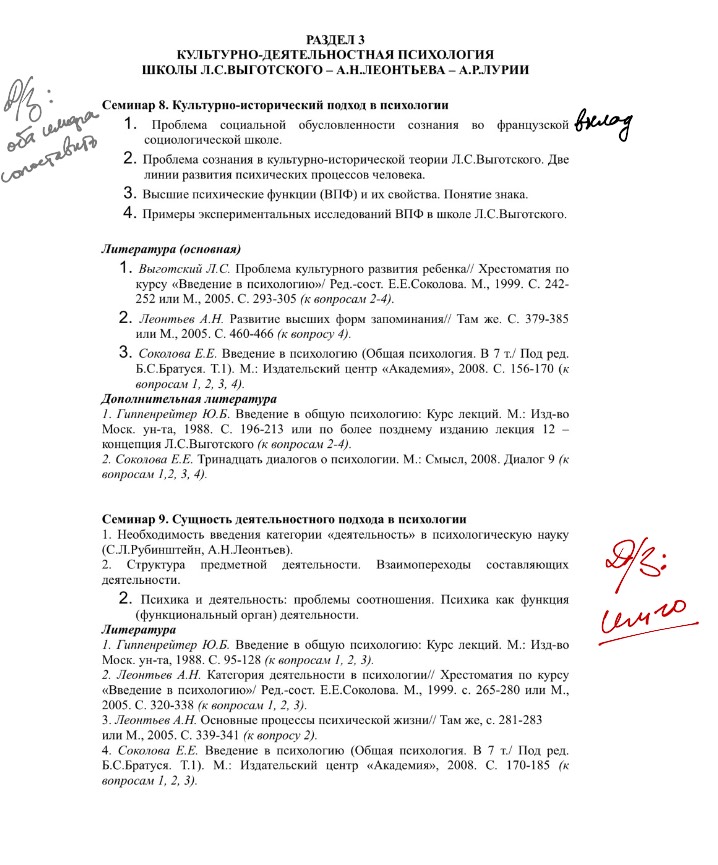 РАЗДЕЛ 3
КУЛЬТУРНО-ДЕЯТЕЛЬНОСТНАЯ ПСИХОЛОГИЯ
ШКОЛЫ Л.С.ВЫГОТСКОГО – А.Н.ЛЕОНТЬЕВА – А.Р.ЛУРИИ
Д/З:
оба семинара
сопоставить
Семинар 8. Культурно-исторический подход в психологии
1. Проблема социальной обусловленности сознания во французской
социологической школе.
вклад
2. Проблема сознания в культурно-исторической теории Л.С.Выготского. Две
линии развития психических процессов человека.
3. Высшие психические функции (ВПФ) и их свойства. Понятие знака.
4. Примеры экспериментальных исследований ВПФ в школе Л.С.Выготского.
Литература (основная)
1. Выготский Л.С. Проблема культурного развития ребенка// Хрестоматия по
курсу «Введение в психологию»/ Ред.-сост. Е.Е.Соколова. М., 1999. С. 242-
252 или М., 2005. С. 293-305 (к вопросам 2-4).
2. Леонтьев А.Н. Развитие высших форм запоминания// Там же. С. 379-385
или М., 2005. С. 460-466 (к вопросу 4).
3. Соколова Е.Е. Введение в психологию (Общая психология. В 7 т./ Под ред.
Б.С.Братуся. Т.1). М.: Издательский центр «Академия», 2008. С. 156-170 (к
вопросам 1, 2, 3, 4).
Дополнительная литература
1. Гиппенрейтер Ю.Б. Введение в общую психологию: Курс лекций. М.: Изд-во
Моск. ун-та, 1988. С. 196-213 или по более позднему изданию лекция 12 –
концепция Л.С.Выготского (к вопросам 2-4).
2. Соколова Е.Е. Тринадцать диалогов о психологии. М.: Смысл, 2008. Диалог 9 (к
вопросам 1,2, 3, 4).
Семинар 9. Сущность деятельностного подхода в психологии
1. Необходимость введения категории «деятельность» в психологическую науку
(С.Л.Рубинштейн, А.Н.Леонтьев).
2. Структура предметной деятельности. Взаимопереходы составляющих
деятельности.
2. Психика и деятельность: проблемы соотношения. Психика как функция
(функциональный орган) деятельности.
Д/З:
Литература
1. Гиппенрейтер Ю.Б. Введение в общую психологию: Курс лекций. М.: Изд-во
Моск. ун-та, 1988. С. 95-128 (к вопросам 1, 2, 3).
2. Леонтьев А.Н. Категория деятельности в психологии// Хрестоматия по курсу
«Введение в психологию»/ Ред.-сост. Е.Е.Соколова. М., 1999. с. 265-280 или М.,
2005. С. 320-338 (к вопросам 1, 2, 3).
3. Леонтьев А.Н. Основные процессы психической жизни// Там же, с. 281-283
или М., 2005. С. 339-341 (к вопросу 2).
4. Соколова Е.Е. Введение в психологию (Общая психология. В 7 т./ Под ред.
Б.С.Братуся. Т.1). М.: Издательский центр «Академия», 2008. С. 170-185 (к
вопросам 1, 2, 3).